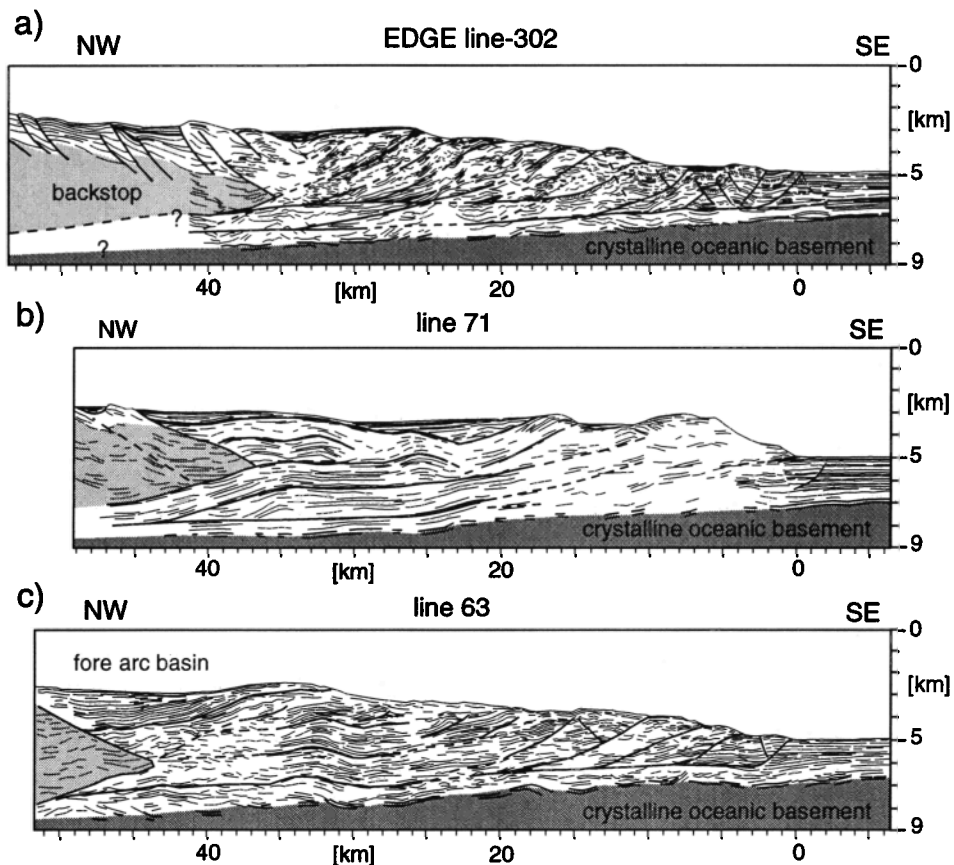 a)
NW EDGE line-302 SE
0
[km]
backstop
5
?
?
crystalline oceanic basement
9
40 [km] 20 0
b)
NW line 71 SE
0
[km]
5
crystalline oceanic basement
9
40 [km] 20 0
c)
NW line 63 SE
0
fore arc basin
[km]
5
crystalline oceanic basement
9
40 [km] 20 0